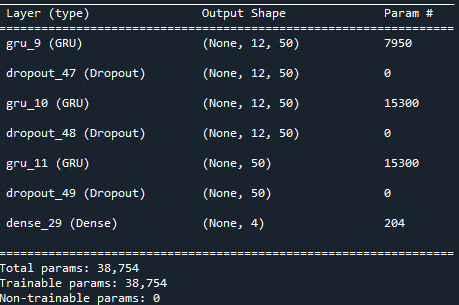 Layer (type) Output Shape Param #
=================================================================
gru_9 (GRU) (None, 12, 50) 7950
dropout_47 (Dropout) (None, 12, 50) 0
gru_10 (GRU) (None, 12, 50) 15300
dropout_48 (Dropout) (None, 12, 50) 0
gru_11 (GRU) (None, 50) 15300
dropout_49 (Dropout) (None, 50) 0
dense_29 (Dense) (None, 4) 204
=================================================================
Total params: 38,754
Trainable params: 38,754
Non-trainable params: 0